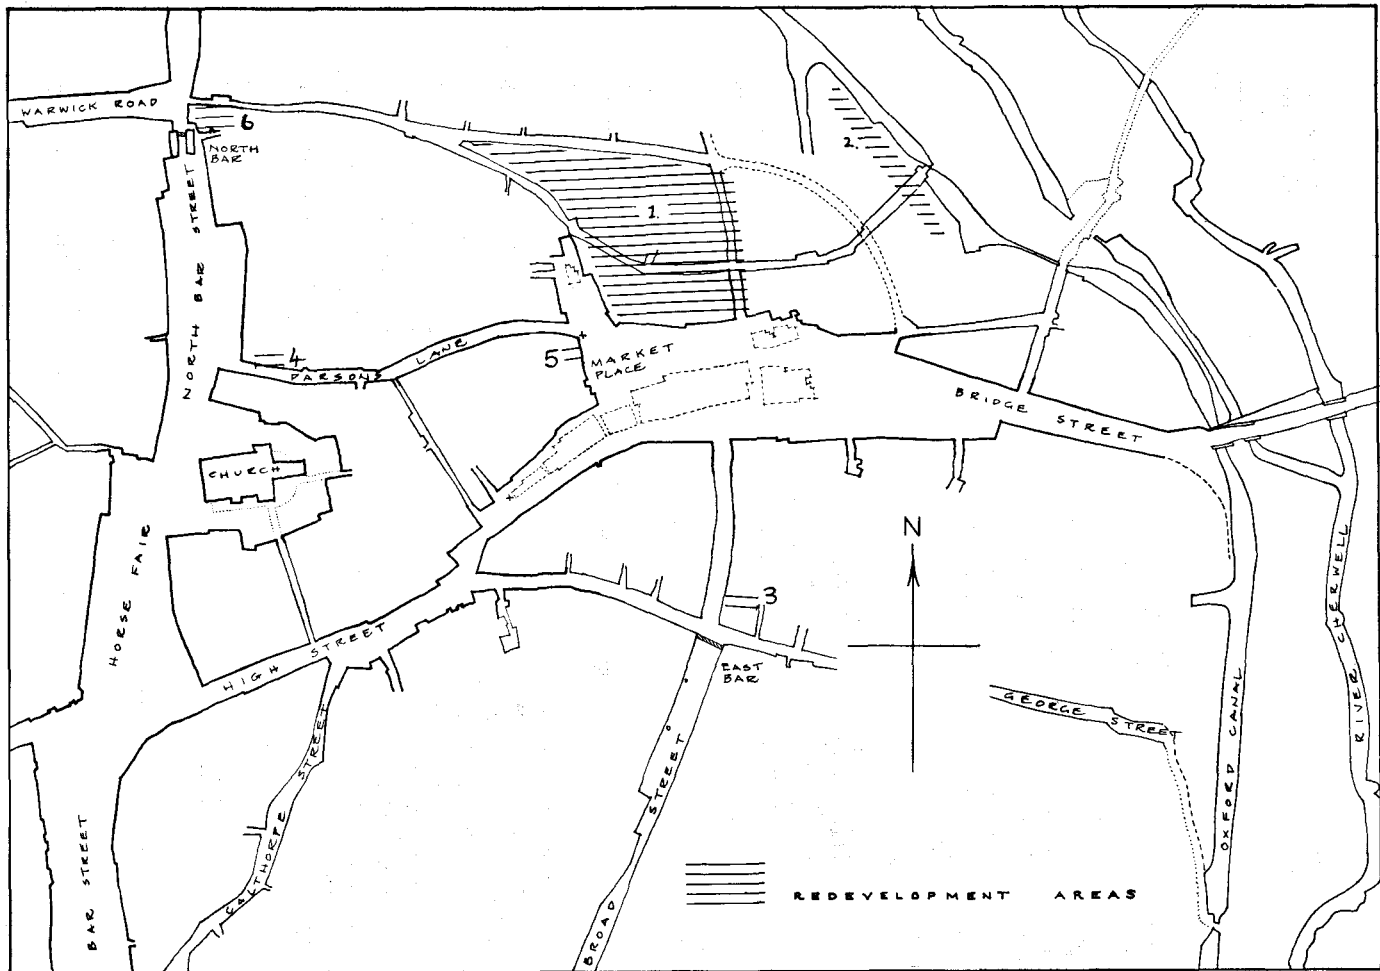 WARWICK ROAD
6
NORTH
BAR
NORTH BAR STREET
1.
2.
4
PARSONS LANE
5
MARKET
PLACE
BRIDGE STREET
CHURCH
HORSE FAIR
HIGH STREET
3
EAST
BAR
N
GEORGE STREET
OXFORD CANAL
RIVER CHERWELL
CALTHORPE STREET
BROAD STREET
BAR STREET
REDEVELOPMENT AREAS